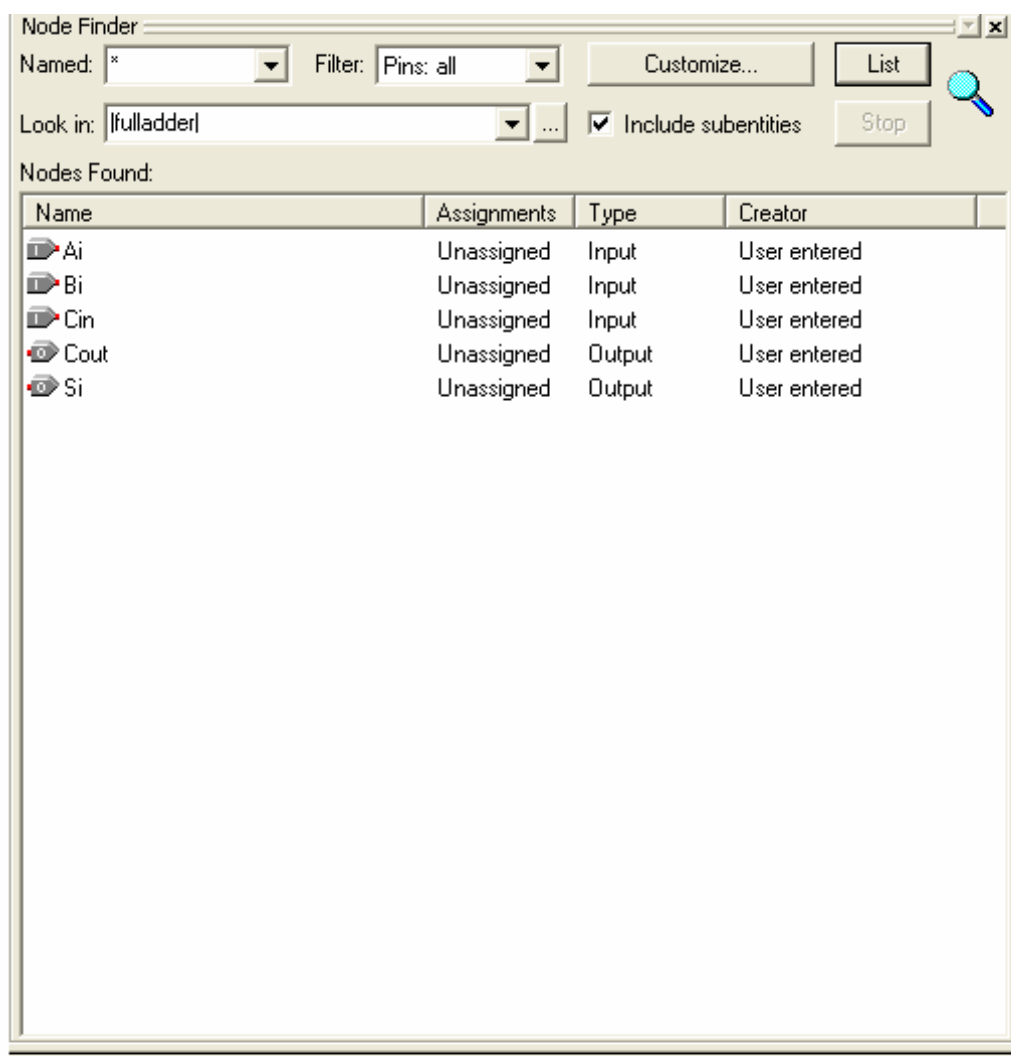 Node Finder
Named: * Filter: Pins: all Customize... List
Look in: |fulladder| ... Include subentities Stop
Nodes Found:
Name Assignments Type Creator
Ai Unassigned Input User entered
Bi Unassigned Input User entered
Cin Unassigned Input User entered
Cout Unassigned Output User entered
Si Unassigned Output User entered